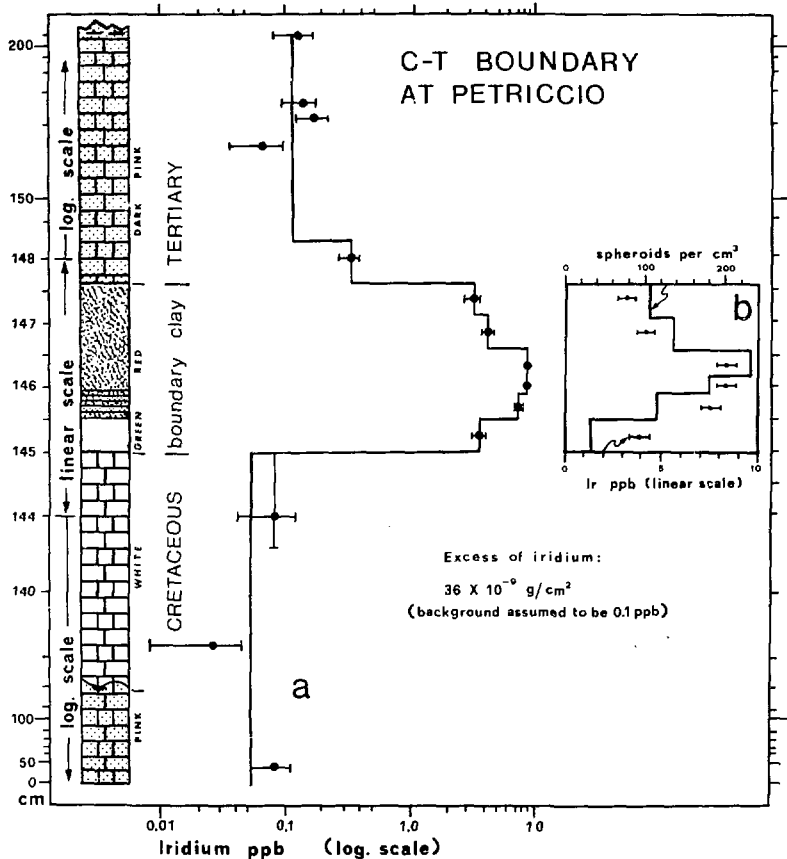 C-T BOUNDARY
AT PETRICCIO
200
150
148
147
146
145
144
140
100
50
0
cm
log. scale
linear scale
log. scale
PINK
DARK
RED
GREEN
WHITE
PINK
TERTIARY
boundary clay
CRETACEOUS
a
spheroids per cm³
0 100 200
b
0 5 10
Ir ppb (linear scale)
Excess of iridium:
36 X 10⁻⁹ g/cm²
(background assumed to be 0.1 ppb)
0.01 0.1 1.0 10
Iridium ppb (log. scale)